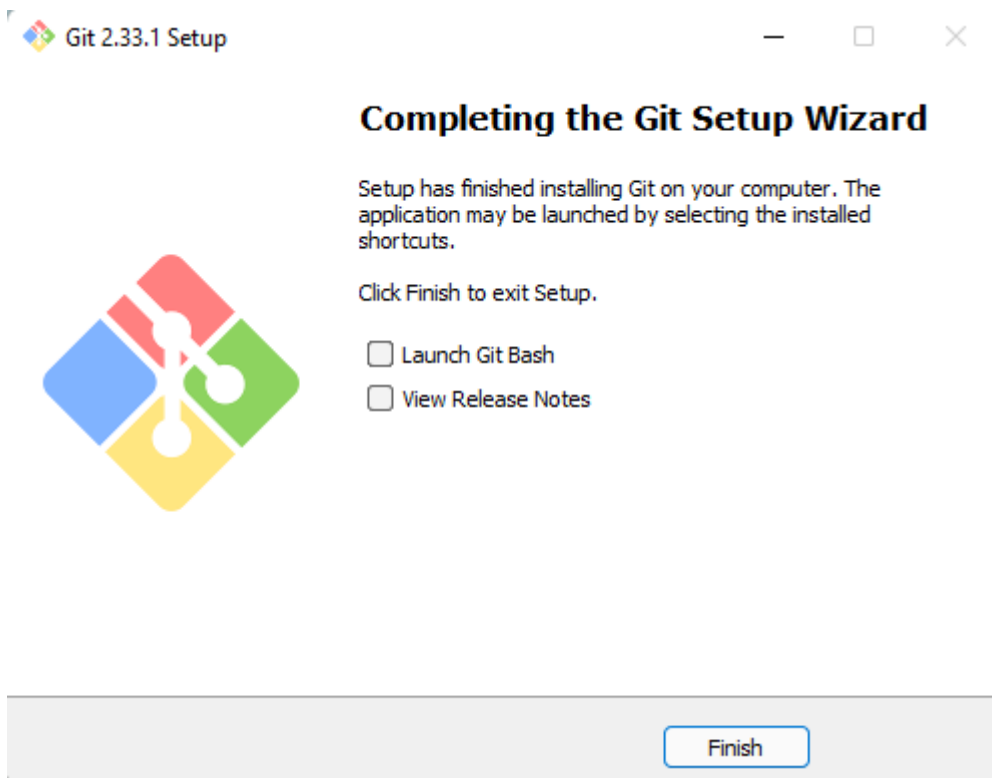 Git 2.33.1 Setup
Completing the Git Setup Wizard
Setup has finished installing Git on your computer. The
application may be launched by selecting the installed
shortcuts.
Click Finish to exit Setup.
Launch Git Bash
View Release Notes
Finish